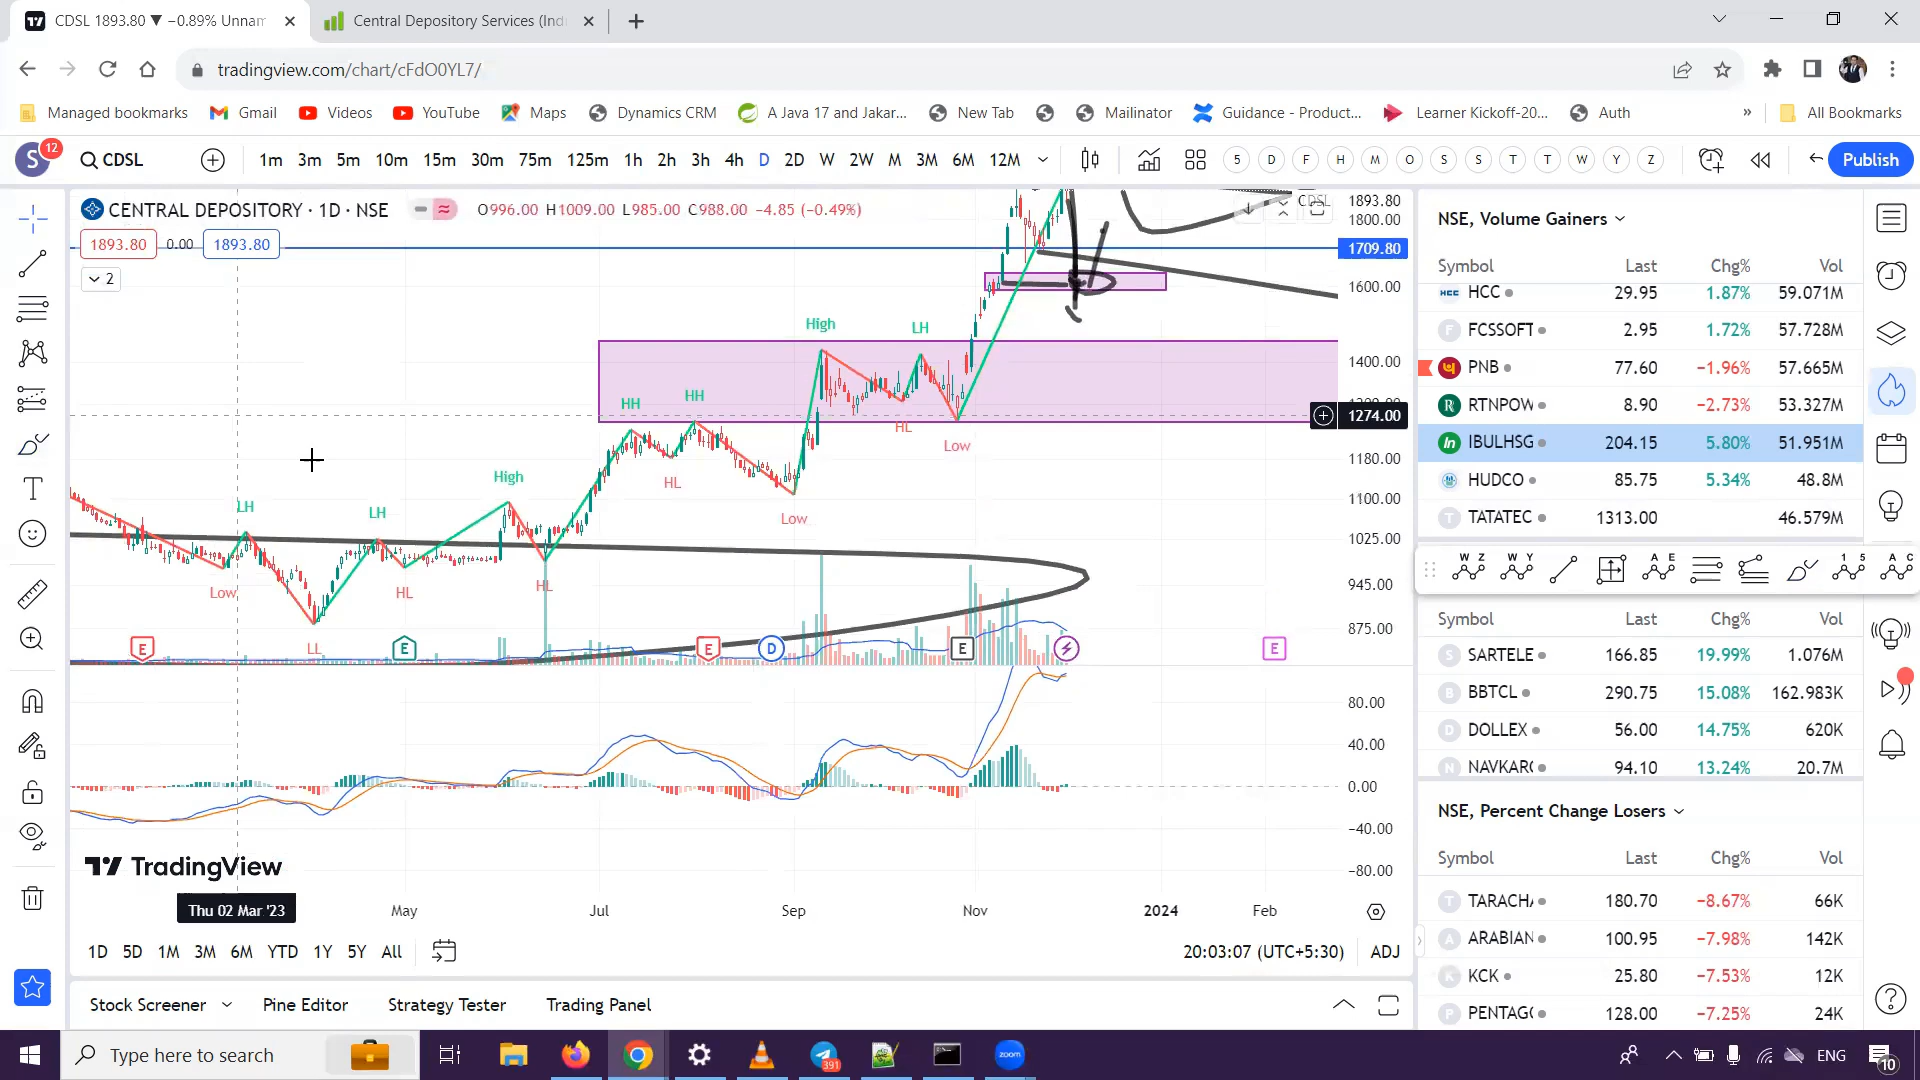 CDSL 1893.80 ▼ −0.89% Unnam
Central Depository Services (Ind
tradingview.com/chart/cFdO0YL7/
Managed bookmarks Gmail Videos YouTube Maps Dynamics CRM A Java 17 and Jakar... New Tab Mailinator Guidance - Product... Learner Kickoff-20... Auth » All Bookmarks
S 12 CDSL 1m 3m 5m 10m 15m 30m 75m 125m 1h 2h 3h 4h D 2D W 2W M 3M 6M 12M 5 D F H M O S S T T W Y Z Publish
CENTRAL DEPOSITORY · 1D · NSE O996.00 H1009.00 L985.00 C988.00 −4.85 (−0.49%)
1893.80 0.00 1893.80
2
CDSL 1893.80
1800.00
1709.80
1600.00
1400.00
1274.00
1180.00
1100.00
1025.00
945.00
875.00
High LH
HH HH
HL Low
High HL
LH LH Low
Low HL HL
LL
E E E D E E
80.00
40.00
0.00
−40.00
−80.00
TradingView
Thu 02 Mar '23 May Jul Sep Nov 2024 Feb
1D 5D 1M 3M 6M YTD 1Y 5Y All 20:03:07 (UTC+5:30) ADJ
Stock Screener Pine Editor Strategy Tester Trading Panel
NSE, Volume Gainers
Symbol Last Chg% Vol
HCC 29.95 1.87% 59.071M
FCSSOFT 2.95 1.72% 57.728M
PNB 77.60 −1.96% 57.665M
RTNPOW 8.90 −2.73% 53.327M
IBULHSG 204.15 5.80% 51.951M
HUDCO 85.75 5.34% 48.8M
TATATEC 1313.00 46.579M
W Z W Y A E 1 5 A C
Symbol Last Chg% Vol
SARTELE 166.85 19.99% 1.076M
BBTCL 290.75 15.08% 162.983K
DOLLEX 56.00 14.75% 620K
NAVKARC 94.10 13.24% 20.7M
NSE, Percent Change Losers
Symbol Last Chg% Vol
TARACHA 180.70 −8.67% 66K
ARABIAN 100.95 −7.98% 142K
KCK 25.80 −7.53% 12K
PENTAGO 128.00 −7.25% 24K
Type here to search
391
zoom
ENG
10